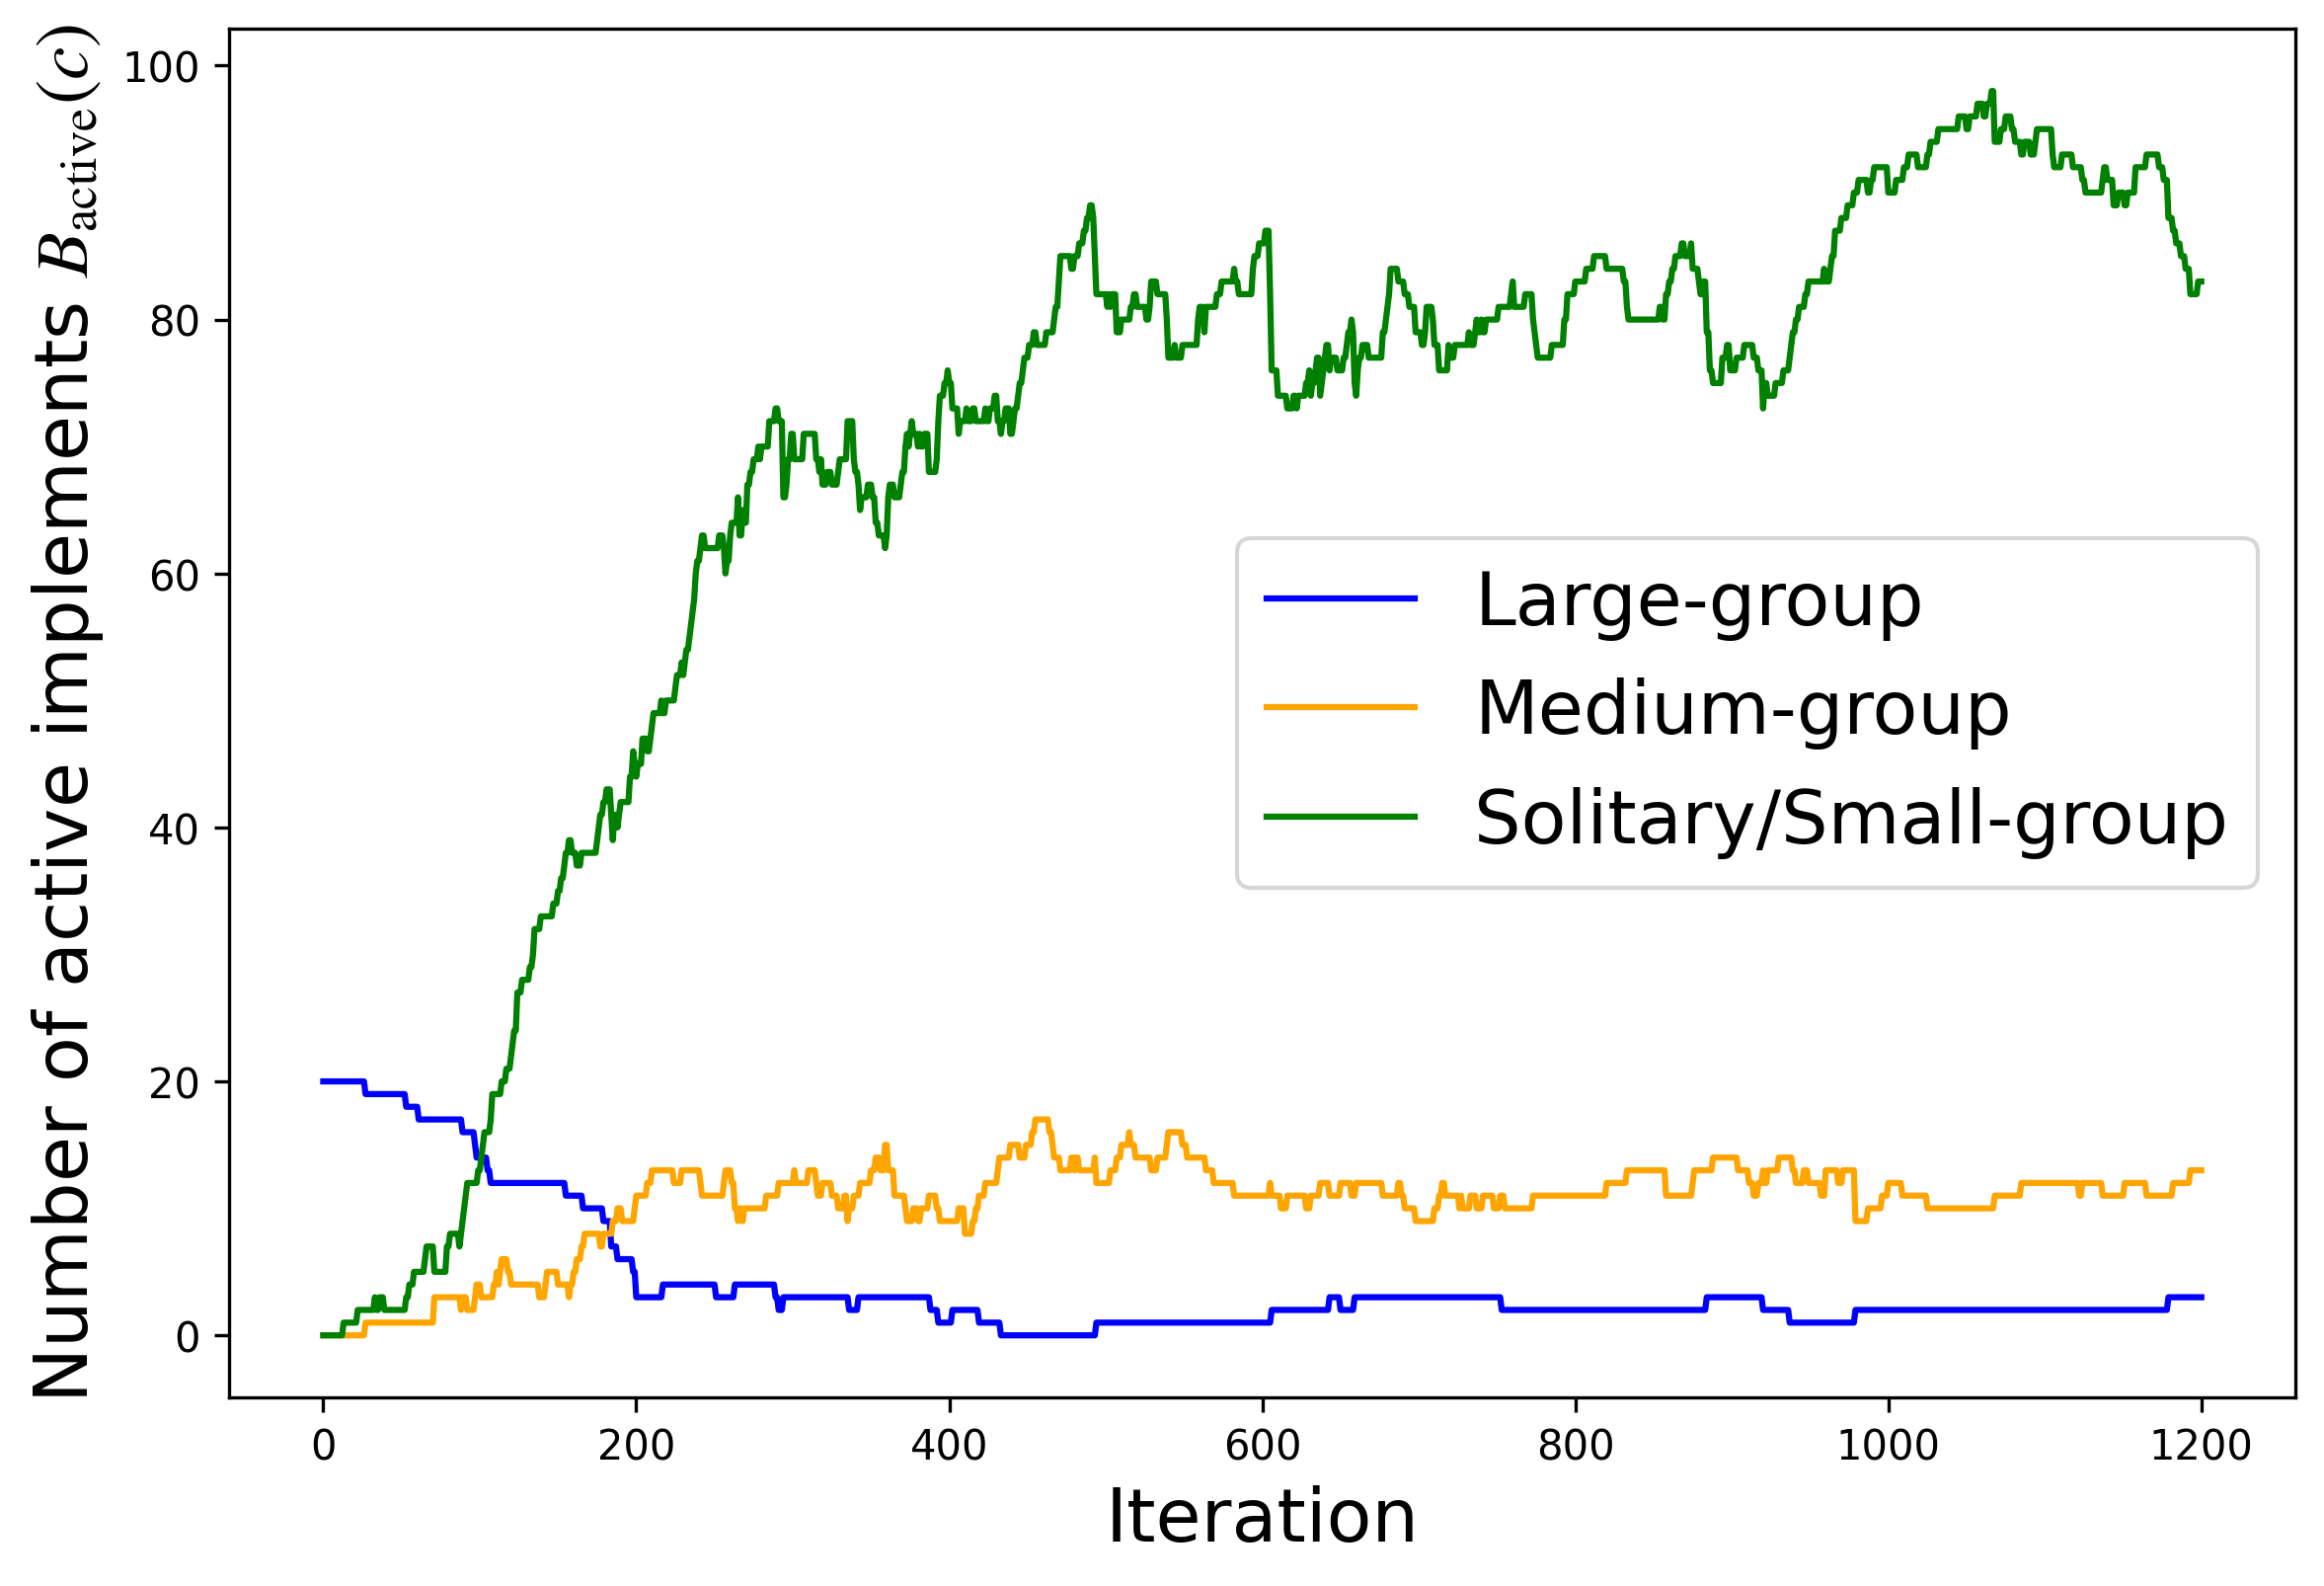 Number of active implements B_active(c)
100
80
60
40
20
0
Large-group
Medium-group
Solitary/Small-group
0 200 400 600 800 1000 1200
Iteration